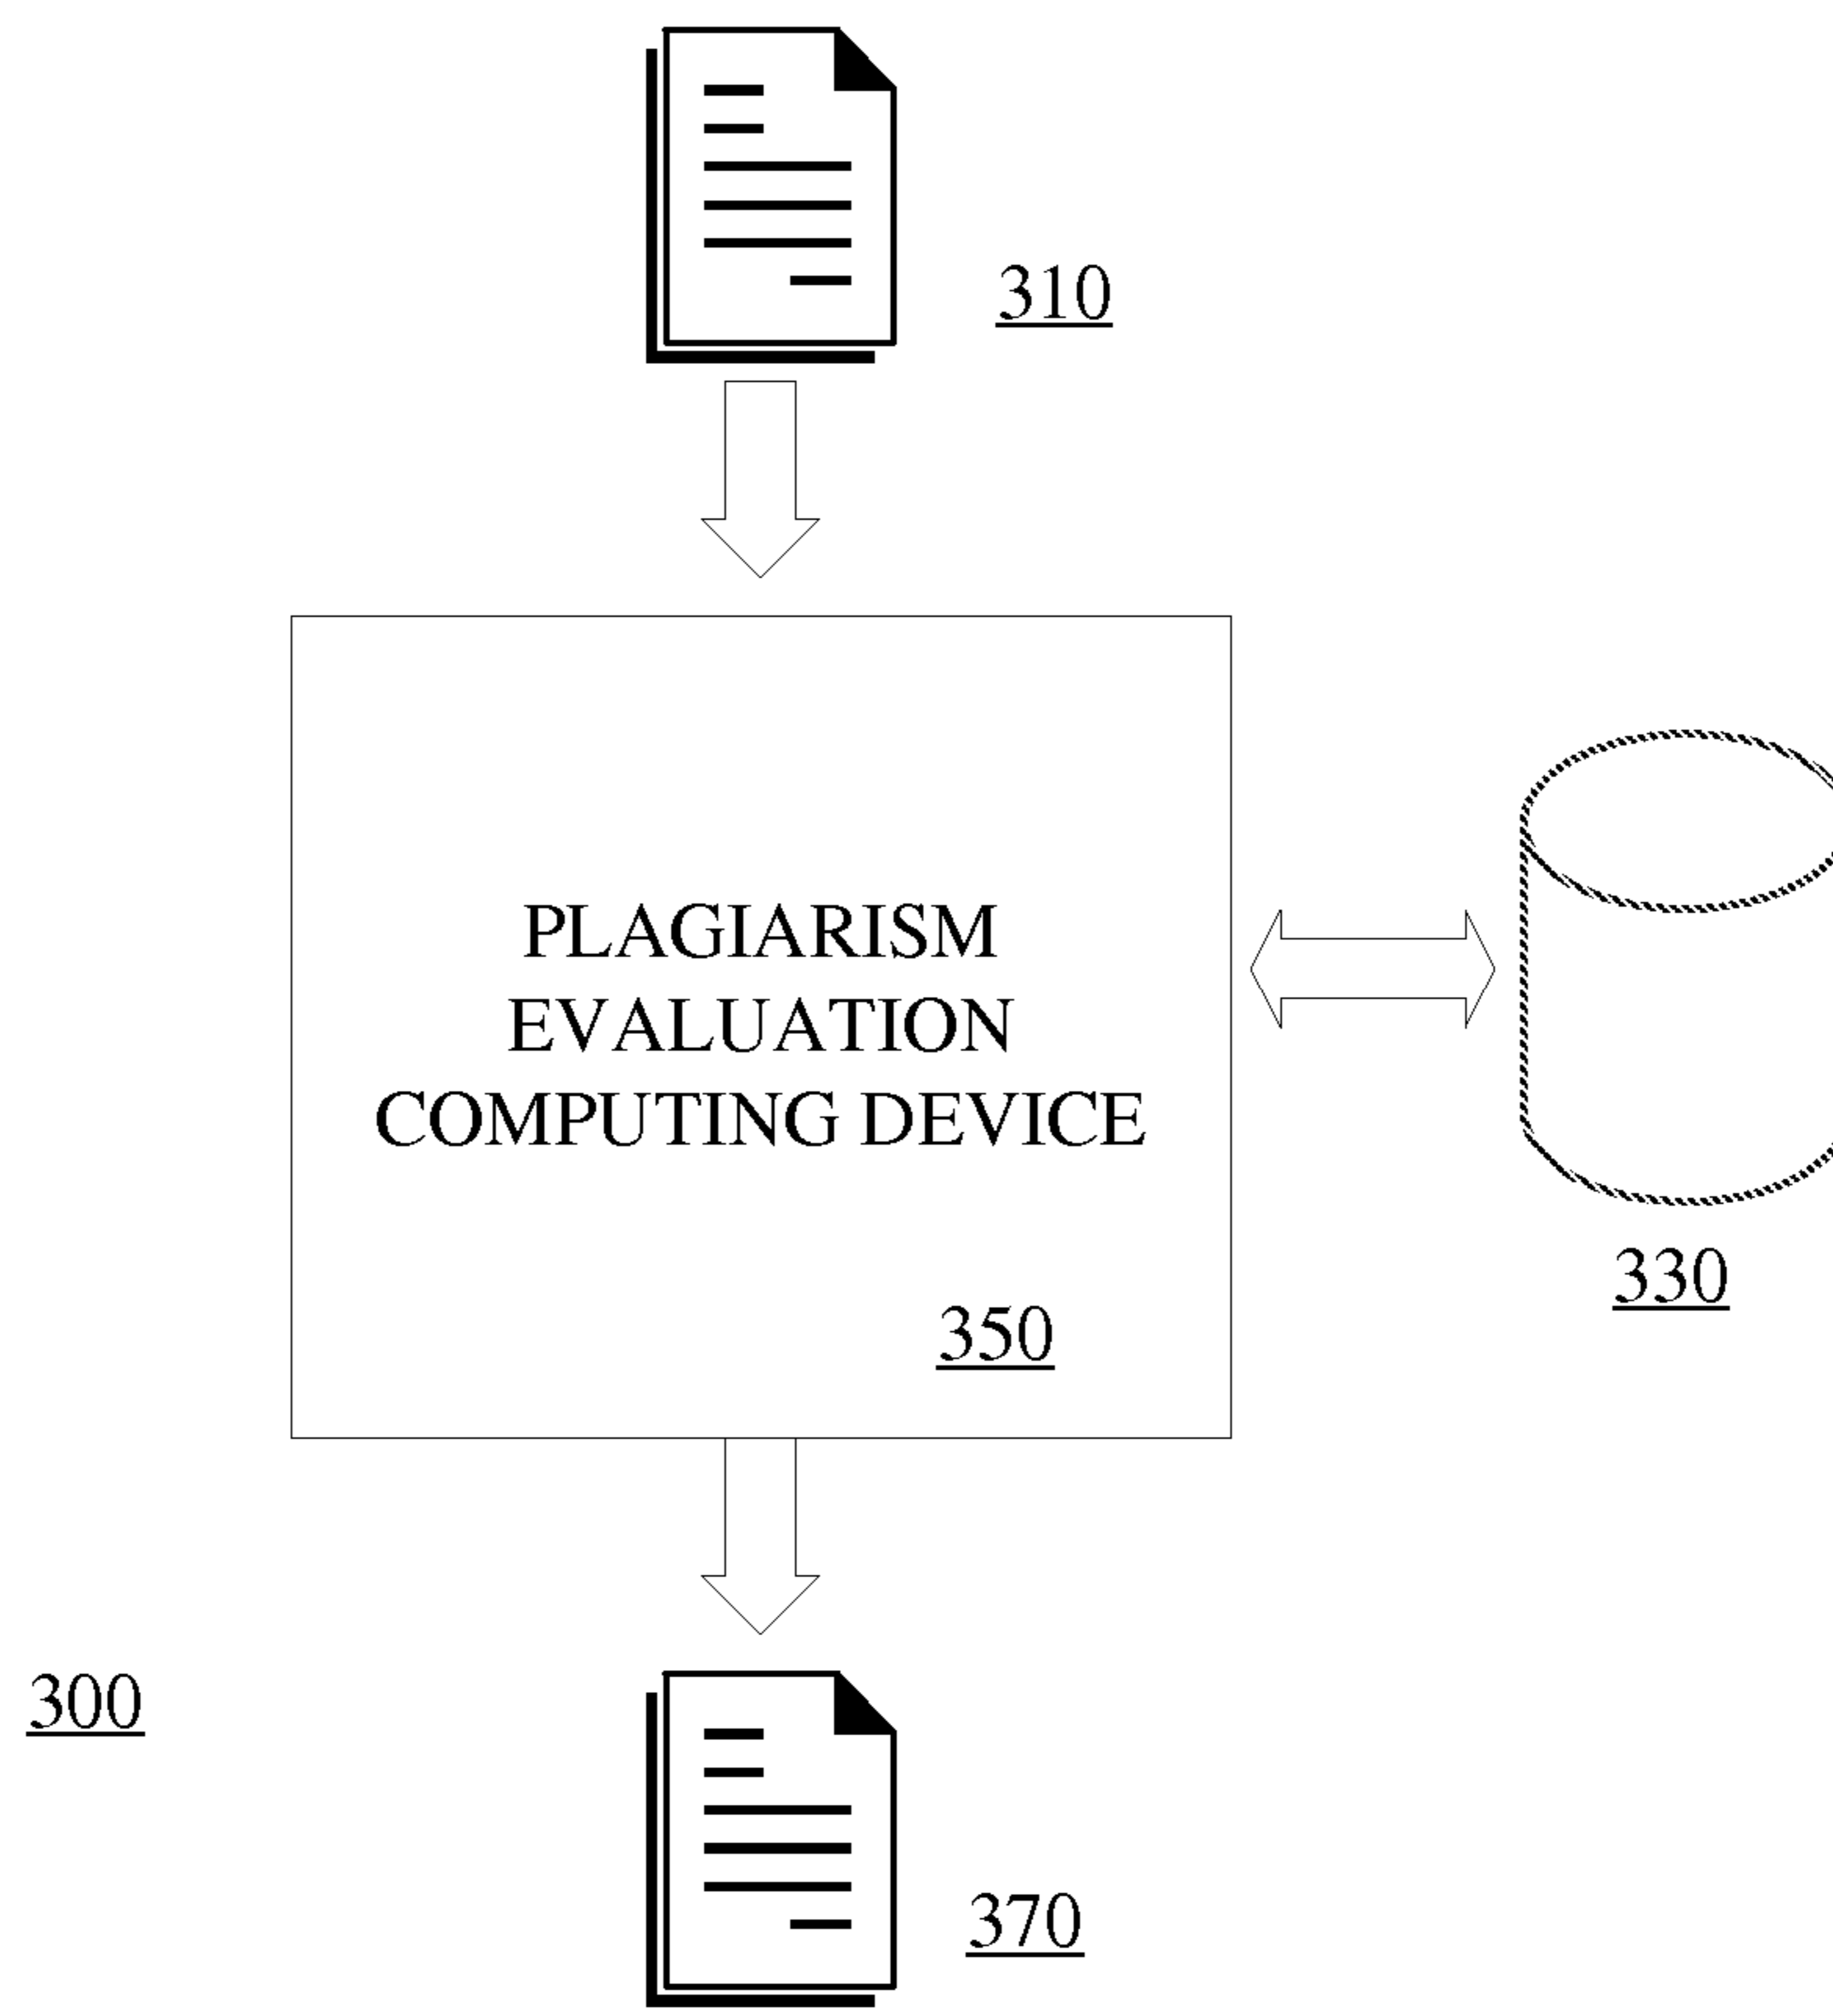 310
PLAGIARISM
EVALUATION
COMPUTING DEVICE
330
350
300
370